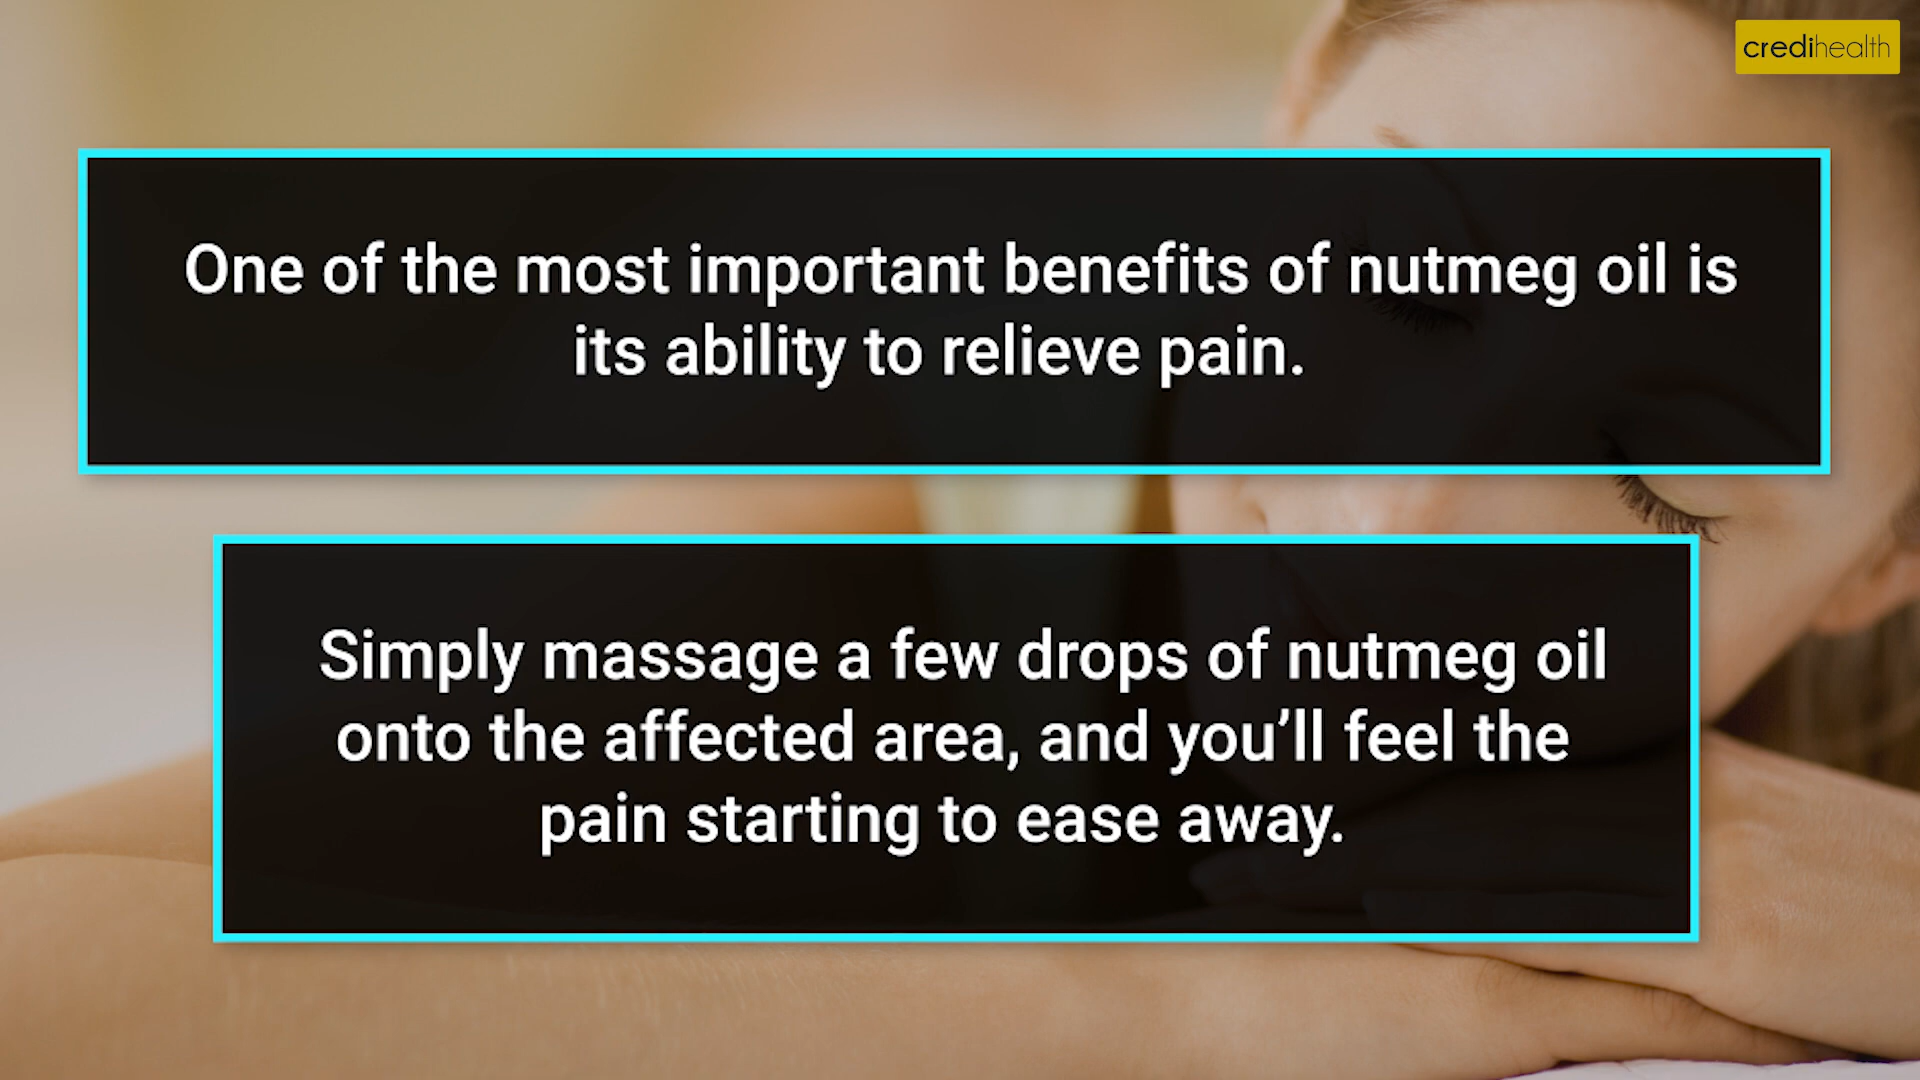 credihealth
One of the most important benefits of nutmeg oil is
its ability to relieve pain.
Simply massage a few drops of nutmeg oil
onto the affected area, and you’ll feel the
pain starting to ease away.